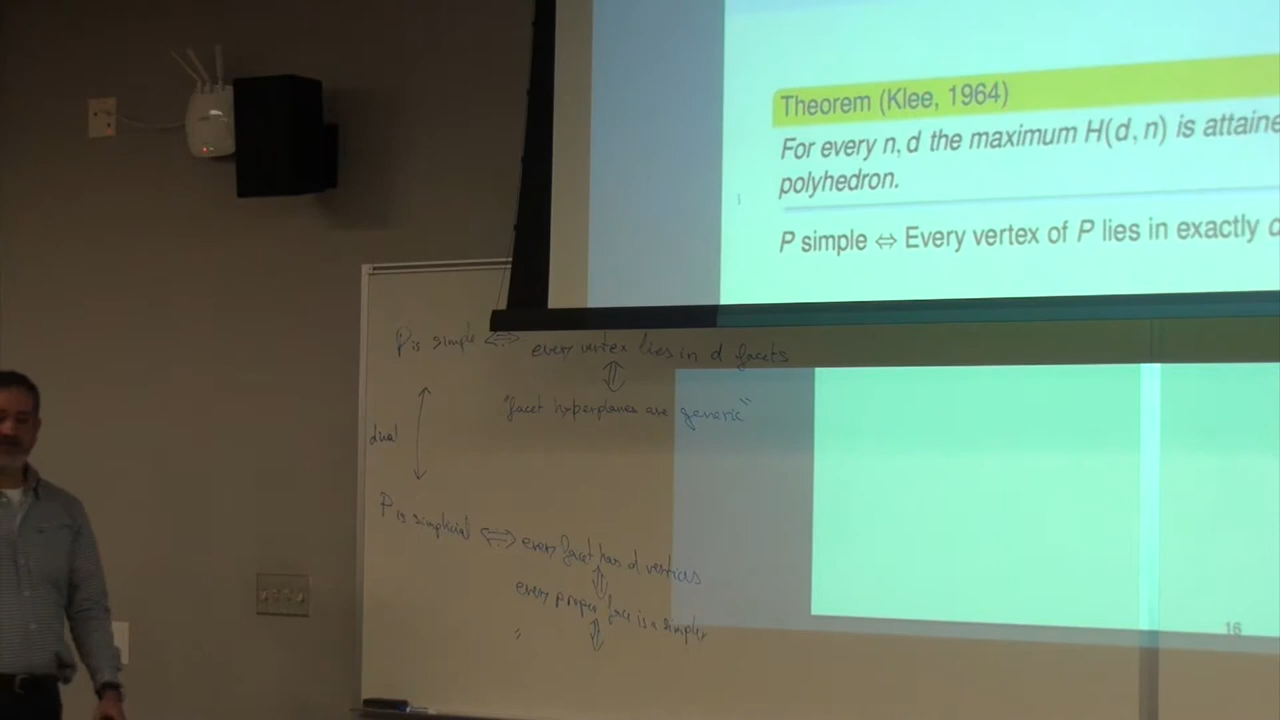 Theorem (Klee, 1964)
For every n, d the maximum H(d, n) is attaine
polyhedron.
P simple ⇔ Every vertex of P lies in exactly d
P is simple ⇔ every vertex lies in d facets
⇕
"facet hyperplanes are generic"
dual
P is simplicial ⇔ every facet has d vertices
⇕
every proper face is a simplex
⇕
"
16